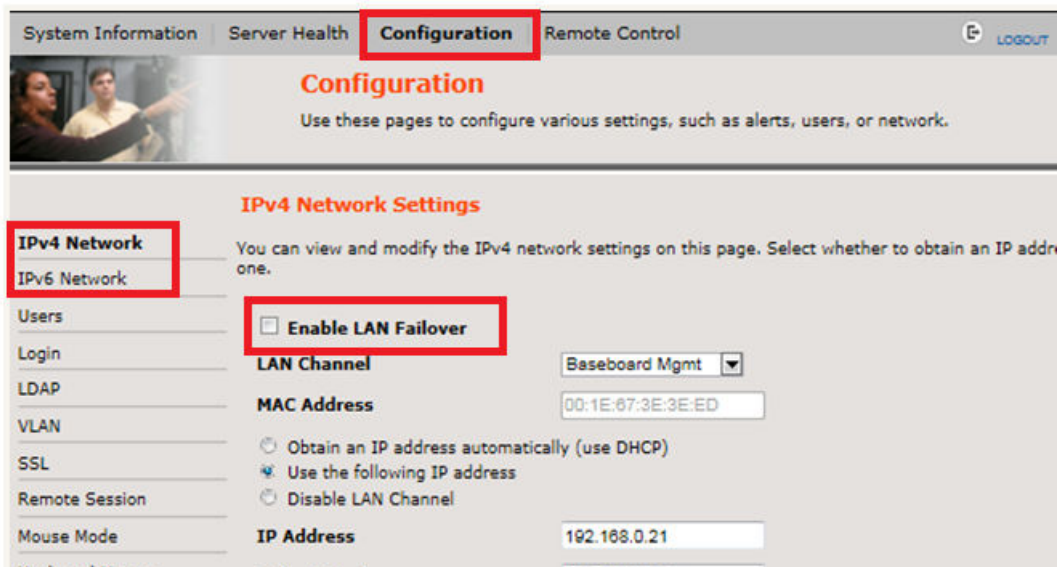 System Information Server Health Configuration Remote Control LOGOUT
Configuration
Use these pages to configure various settings, such as alerts, users, or network.
IPv4 Network Settings
IPv4 Network
You can view and modify the IPv4 network settings on this page. Select whether to obtain an IP addre
one.
IPv6 Network
Users
Enable LAN Failover
Login
LAN Channel Baseboard Mgmt
LDAP
MAC Address 00:1E:67:3E:3E:ED
VLAN
Obtain an IP address automatically (use DHCP)
SSL
Use the following IP address
Remote Session
Disable LAN Channel
Mouse Mode
IP Address 192.168.0.21